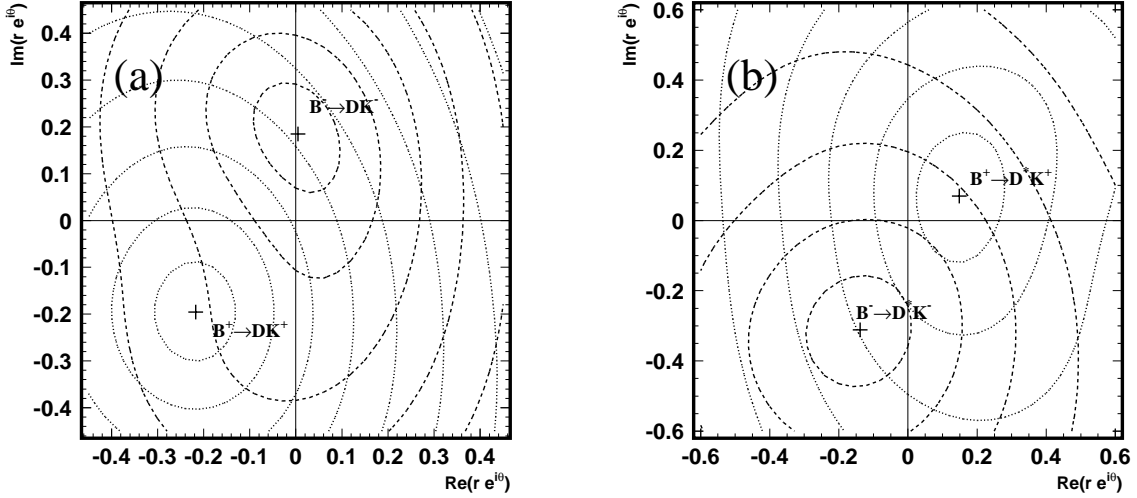 Im(r e^iθ)
(a)
0.4
0.3
0.2
0.1
0
-0.1
-0.2
-0.3
-0.4
B^-→DK^-
B^+→DK^+
-0.4 -0.3 -0.2 -0.1 0 0.1 0.2 0.3 0.4
Re(r e^iθ)
Im(r e^iθ)
(b)
0.6
0.4
0.2
0
-0.2
-0.4
-0.6
B^+→D^*K^+
B^-→D^*K^-
-0.6 -0.4 -0.2 0 0.2 0.4 0.6
Re(r e^iθ)